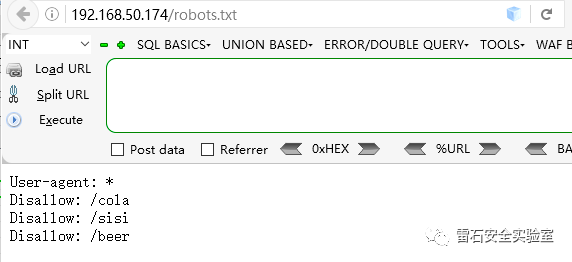 192.168.50.174/robots.txt
INT SQL BASICS UNION BASED ERROR/DOUBLE QUERY TOOLS WAF B
Load URL
Split URL
Execute
Post data Referrer 0xHEX %URL BA
User-agent: *
Disallow: /cola
Disallow: /sisi
Disallow: /beer
雷石安全实验室